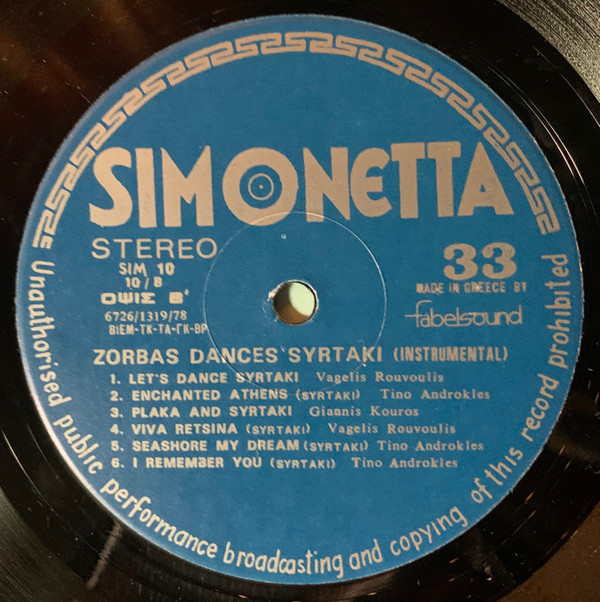 SIMONETTA
STEREO
SIM 10
10/B
ΟΨΙΣ Β'
6726/1319/78
ΒΙΕΜ-ΤΚ-ΤΑ-ΓΚ-ΒΡ
33
MADE IN GREECE BY
fabelsound
ZORBAS DANCES SYRTAKI (INSTRUMENTAL)
1. LET'S DANCE SYRTAKI Vagelis Rouvoulis
2. ENCHANTED ATHENS (SYRTAKI) Tino Androkles
3. PLAKA AND SYRTAKI Giannis Kouros
4. VIVA RETSINA (SYRTAKI) Vagelis Rouvoulis
5. SEASHORE MY DREAM (SYRTAKI) Tino Androkles
6. I REMEMBER YOU (SYRTAKI) Tino Androkles
Unauthorised public performance broadcasting and copying of this record prohibited